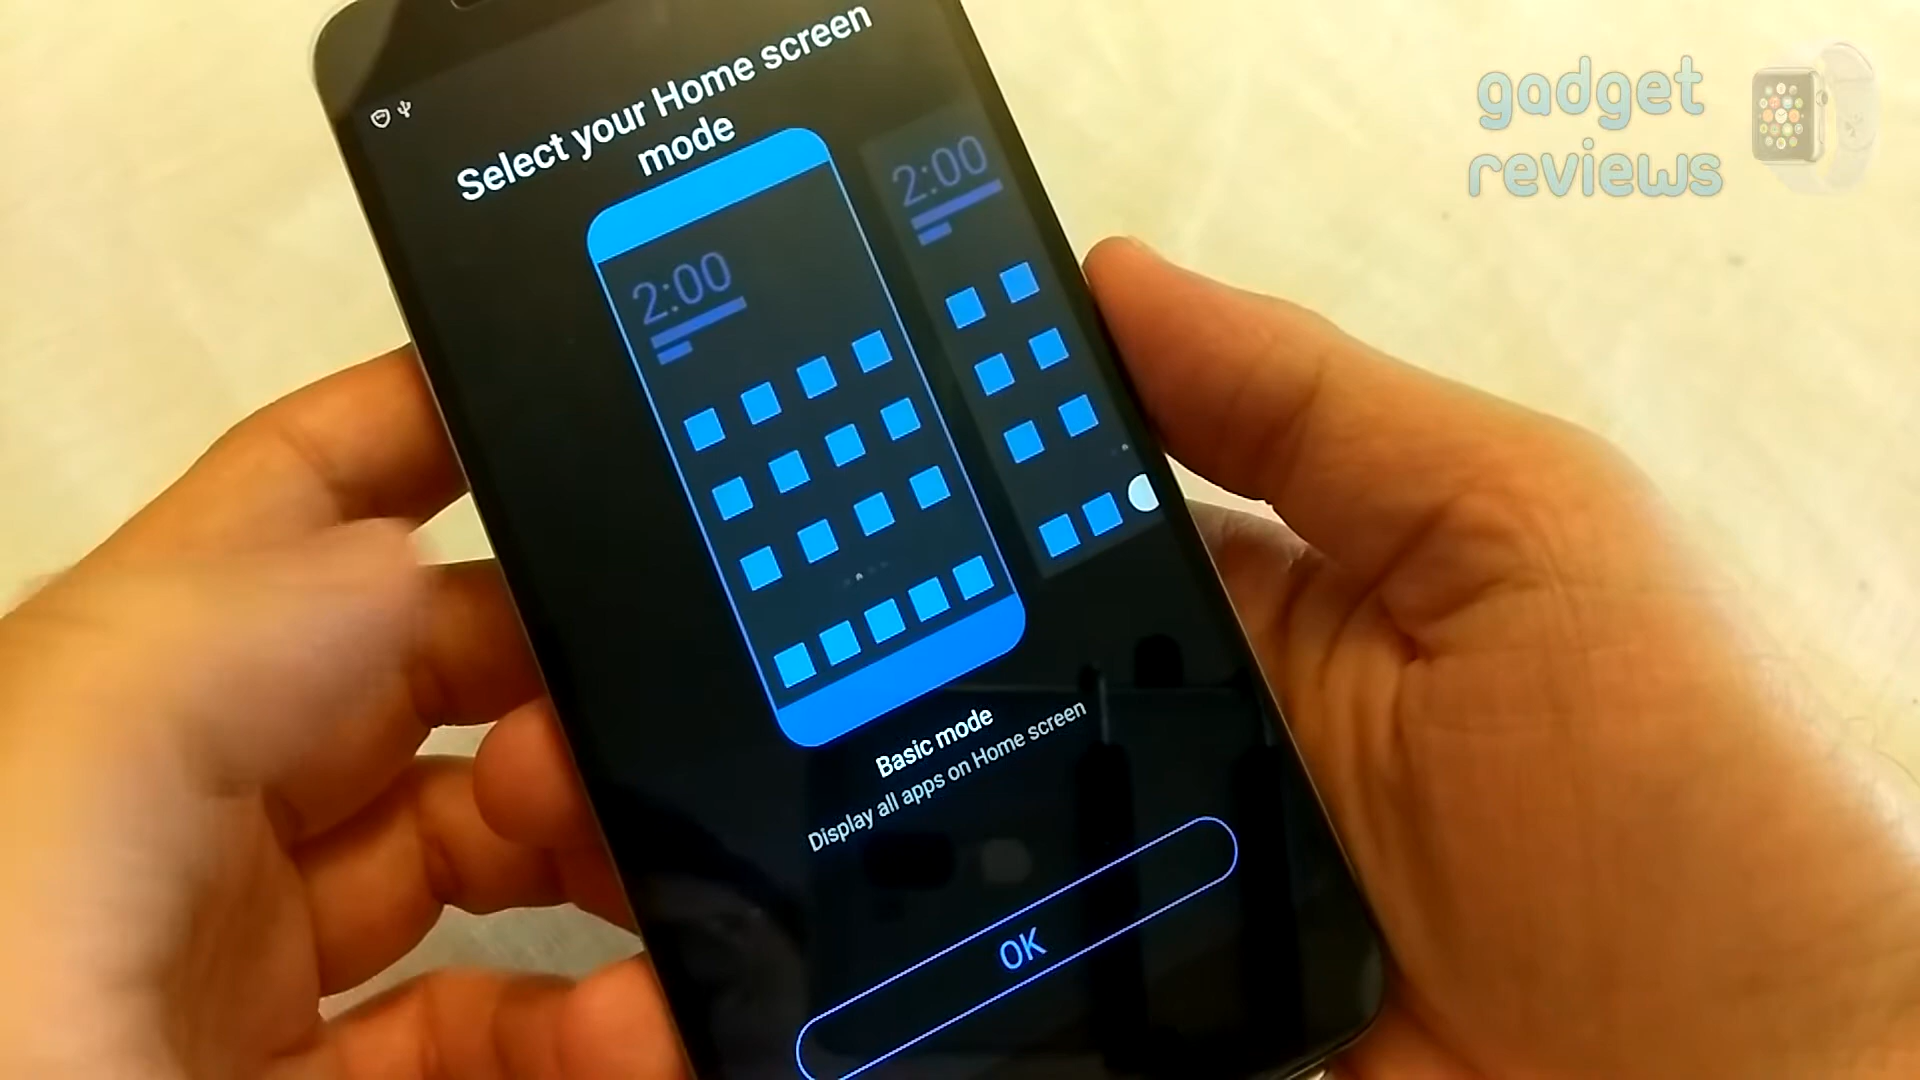 Select your Home screen
mode
2:00
2:00
Basic mode
Display all apps on Home screen
OK
gadget
reviews